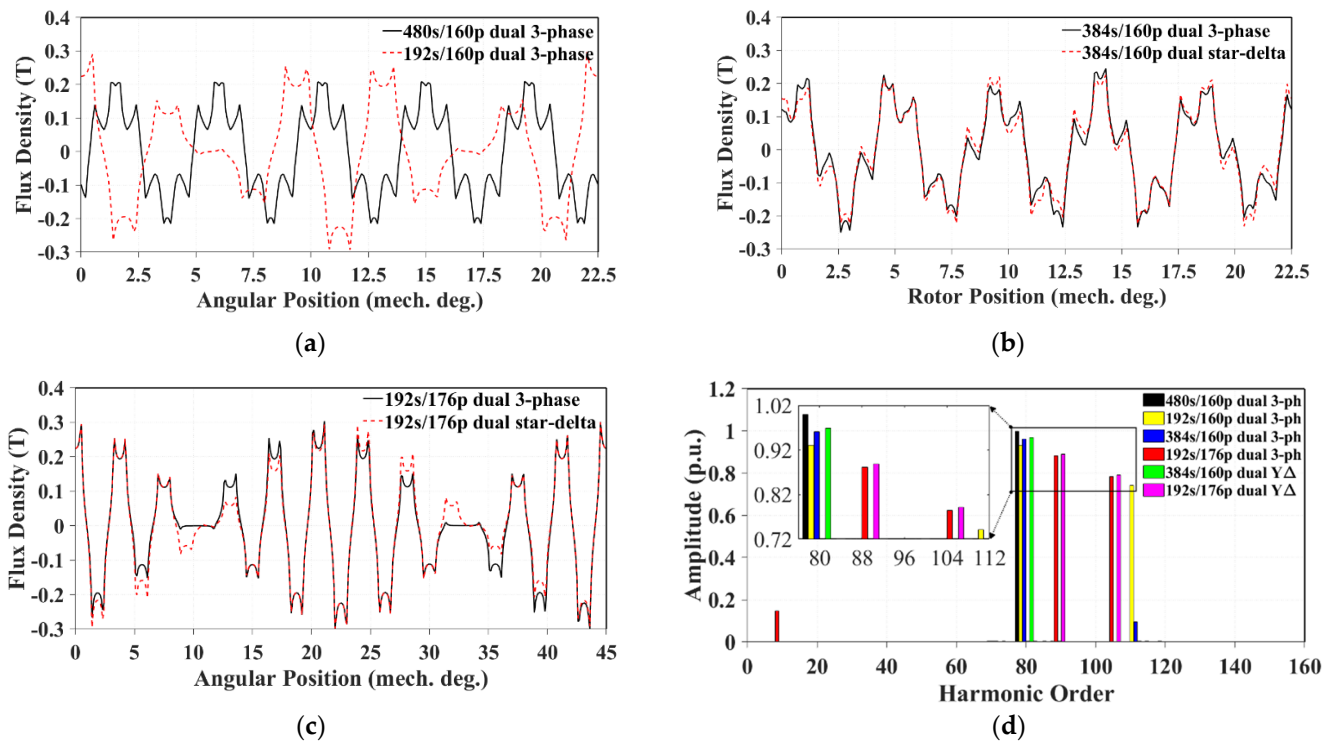 0.4
0.3
0.2
0.1
0
-0.1
-0.2
-0.3
Flux Density (T)
480s/160p dual 3-phase
192s/160p dual 3-phase
0 2.5 5 7.5 10 12.5 15 17.5 20 22.5
Angular Position (mech. deg.)
(a)
0.4
0.3
0.2
0.1
0
-0.1
-0.2
-0.3
Flux Density (T)
384s/160p dual 3-phase
384s/160p dual star-delta
0 2.5 5 7.5 10 12.5 15 17.5 20 22.5
Rotor Position (mech. deg.)
(b)
0.4
0.3
0.2
0.1
0
-0.1
-0.2
-0.3
Flux Density (T)
192s/176p dual 3-phase
192s/176p dual star-delta
0 5 10 15 20 25 30 35 40 45
Angular Position (mech. deg.)
(c)
1.2
1
0.8
0.6
0.4
0.2
0
Amplitude (p.u.)
1.02
0.92
0.82
0.72
80 88 96 104 112
480s/160p dual 3-ph
192s/160p dual 3-ph
384s/160p dual 3-ph
192s/176p dual 3-ph
384s/160p dual YΔ
192s/176p dual YΔ
0 20 40 60 80 100 120 140 160
Harmonic Order
(d)